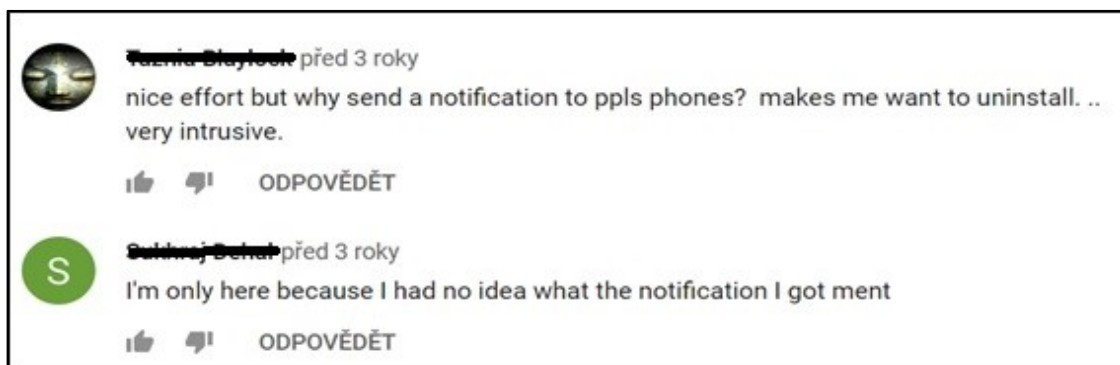 před 3 roky
nice effort but why send a notification to ppls phones?  makes me want to uninstall. ..
very intrusive.
ODPOVĚDĚT
S
před 3 roky
I'm only here because I had no idea what the notification I got ment
ODPOVĚDĚT